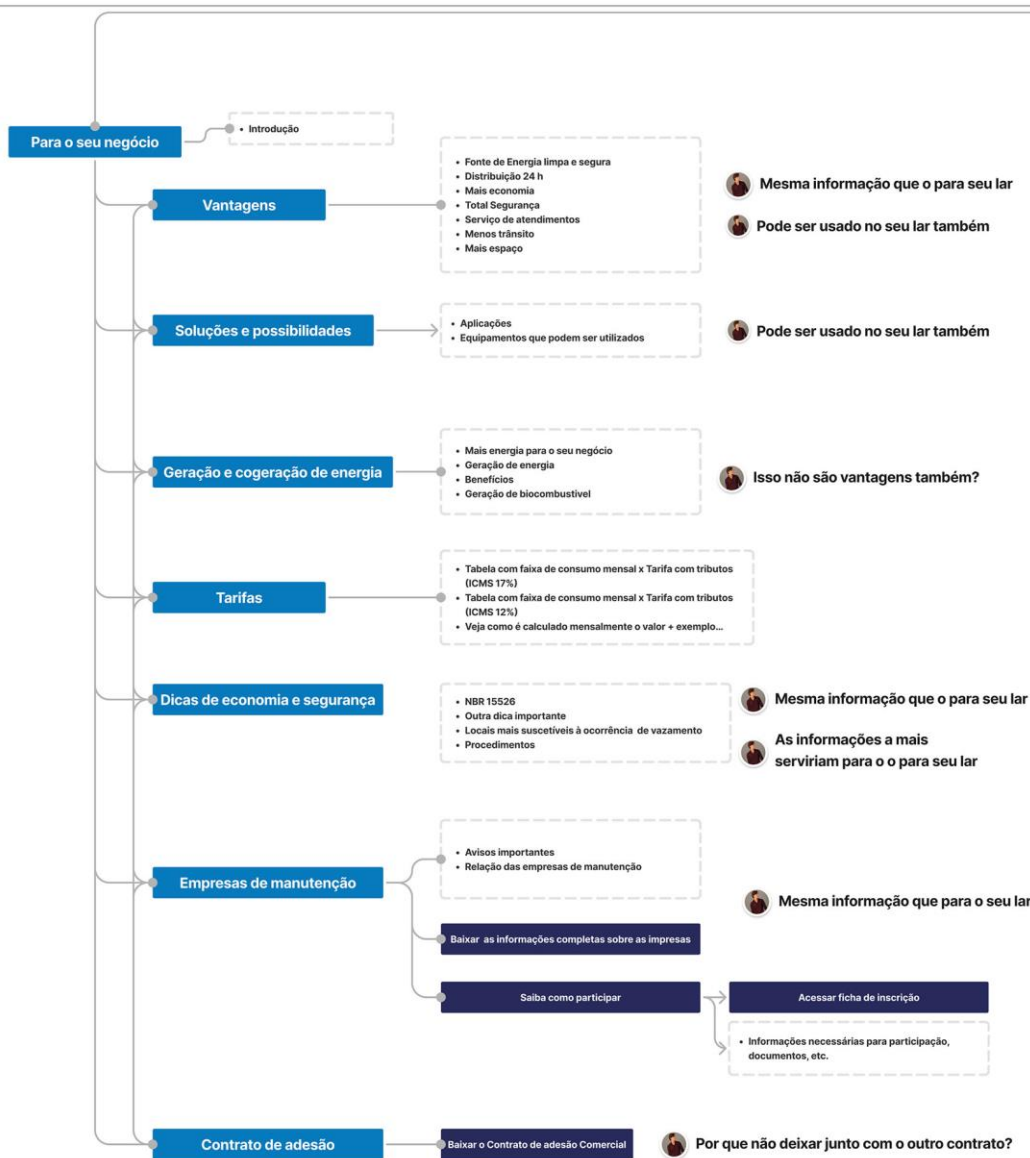 Para o seu negócio
• Introdução
Vantagens
• Fonte de Energia limpa e segura
• Distribuição 24 h
• Mais economia
• Total Segurança
• Serviço de atendimentos
• Menos trânsito
• Mais espaço
Mesma informação que o para seu lar
Pode ser usado no seu lar também
Soluções e possibilidades
• Aplicações
• Equipamentos que podem ser utilizados
Pode ser usado no seu lar também
Geração e cogeração de energia
• Mais energia para o seu negócio
• Geração de energia
• Benefícios
• Geração de biocombustivel
Isso não são vantagens também?
Tarifas
• Tabela com faixa de consumo mensal x Tarifa com tributos
(ICMS 17%)
• Tabela com faixa de consumo mensal x Tarifa com tributos
(ICMS 12%)
• Veja como é calculado mensalmente o valor + exemplo...
Dicas de economia e segurança
• NBR 15526
• Outra dica importante
• Locais mais suscetíveis à ocorrência de vazamento
• Procedimentos
Mesma informação que o para seu lar
As informações a mais
serviriam para o o para seu lar
Empresas de manutenção
• Avisos importantes
• Relação das empresas de manutenção
Mesma informação que para o seu lar
Baixar as informações completas sobre as impresas
Saiba como participar
Acessar ficha de inscrição
• Informações necessárias para participação,
documentos, etc.
Contrato de adesão
Baixar o Contrato de adesão Comercial
Por que não deixar junto com o outro contrato?